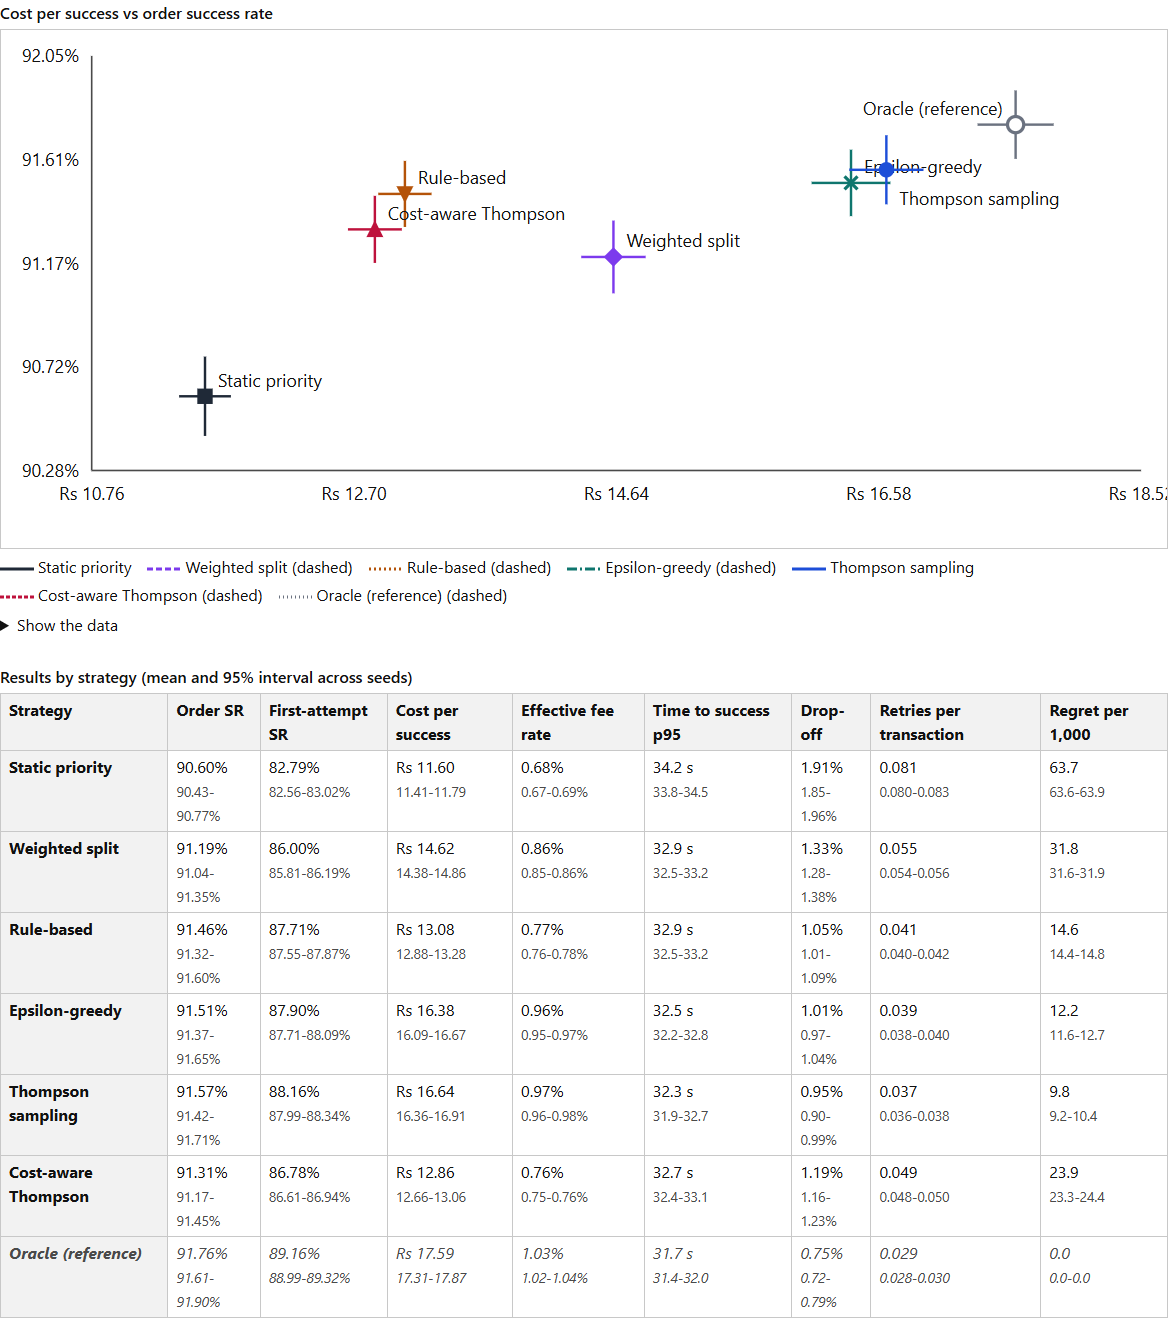 Cost per success vs order success rate
92.05%
91.61%
91.17%
90.72%
90.28%
Oracle (reference)
Epsilon-greedy
Rule-based
Thompson sampling
Cost-aware Thompson
Weighted split
Static priority
Rs 10.76 Rs 12.70 Rs 14.64 Rs 16.58 Rs 18.52
Static priority Weighted split (dashed) Rule-based (dashed) Epsilon-greedy (dashed) Thompson sampling
Cost-aware Thompson (dashed) Oracle (reference) (dashed)
Show the data
Results by strategy (mean and 95% interval across seeds)
Strategy Order SR First-attempt SR Cost per success Effective fee rate Time to success p95 Drop-off Retries per transaction Regret per 1,000
Static priority 90.60% 82.79% Rs 11.60 0.68% 34.2 s 1.91% 0.081 63.7
90.43-90.77% 82.56-83.02% 11.41-11.79 0.67-0.69% 33.8-34.5 1.85-1.96% 0.080-0.083 63.6-63.9
Weighted split 91.19% 86.00% Rs 14.62 0.86% 32.9 s 1.33% 0.055 31.8
91.04-91.35% 85.81-86.19% 14.38-14.86 0.85-0.86% 32.5-33.2 1.28-1.38% 0.054-0.056 31.6-31.9
Rule-based 91.46% 87.71% Rs 13.08 0.77% 32.9 s 1.05% 0.041 14.6
91.32-91.60% 87.55-87.87% 12.88-13.28 0.76-0.78% 32.5-33.2 1.01-1.09% 0.040-0.042 14.4-14.8
Epsilon-greedy 91.51% 87.90% Rs 16.38 0.96% 32.5 s 1.01% 0.039 12.2
91.37-91.65% 87.71-88.09% 16.09-16.67 0.95-0.97% 32.2-32.8 0.97-1.04% 0.038-0.040 11.6-12.7
Thompson sampling 91.57% 88.16% Rs 16.64 0.97% 32.3 s 0.95% 0.037 9.8
91.42-91.71% 87.99-88.34% 16.36-16.91 0.96-0.98% 31.9-32.7 0.90-0.99% 0.036-0.038 9.2-10.4
Cost-aware Thompson 91.31% 86.78% Rs 12.86 0.76% 32.7 s 1.19% 0.049 23.9
91.17-91.45% 86.61-86.94% 12.66-13.06 0.75-0.76% 32.4-33.1 1.16-1.23% 0.048-0.050 23.3-24.4
Oracle (reference) 91.76% 89.16% Rs 17.59 1.03% 31.7 s 0.75% 0.029 0.0
91.61-91.90% 88.99-89.32% 17.31-17.87 1.02-1.04% 31.4-32.0 0.72-0.79% 0.028-0.030 0.0-0.0